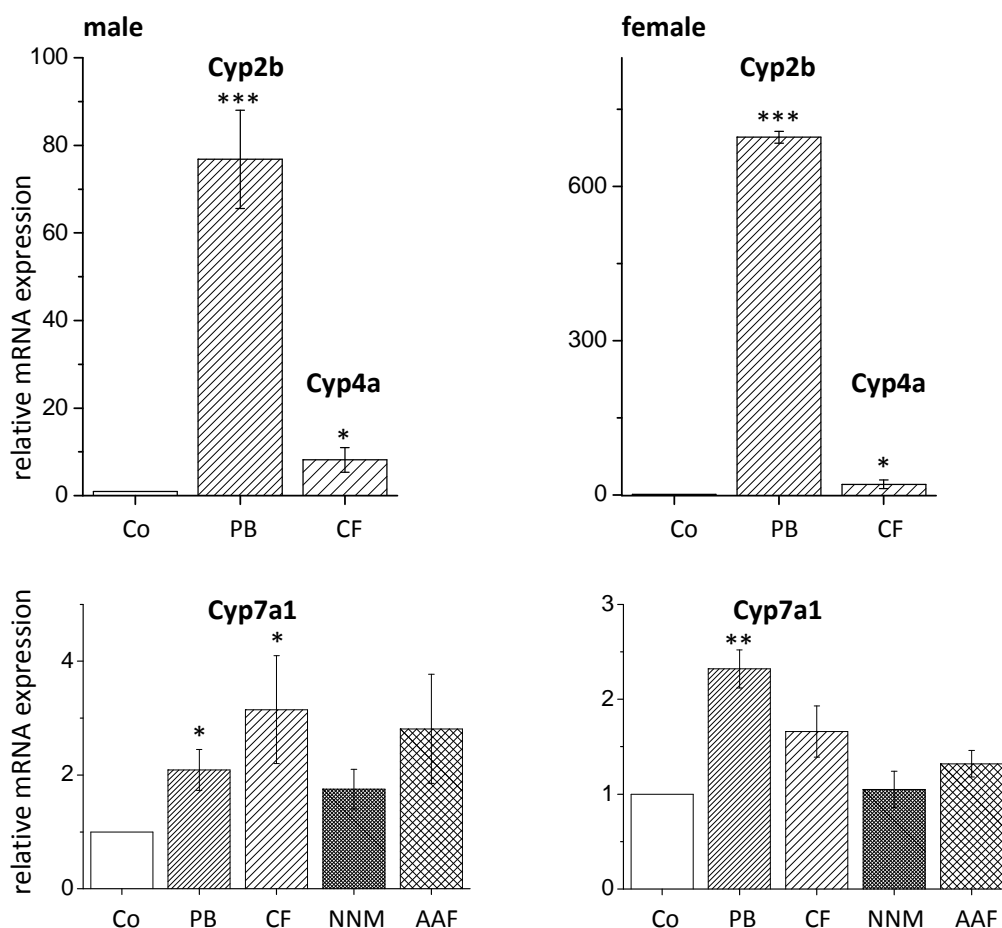 male
relative mRNA expression
100
80
60
40
20
0
Cyp2b
***
Cyp4a
*
Co PB CF
female
600
300
0
Cyp2b
***
Cyp4a
*
Co PB CF
relative mRNA expression
4
2
0
Cyp7a1
*
*
Co PB CF NNM AAF
3
2
1
0
Cyp7a1
**
Co PB CF NNM AAF